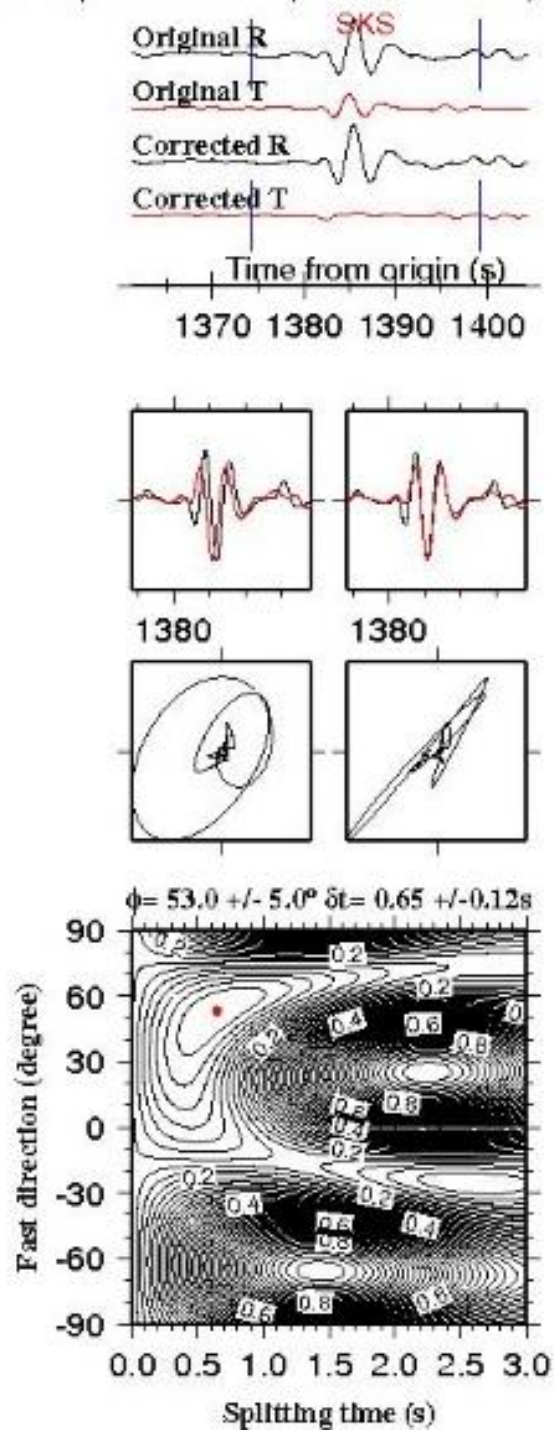 SKS
Original R
Original T
Corrected R
Corrected T
Time from origin (s)
1370 1380 1390 1400
1380 1380
ϕ= 53.0 +/- 5.0º δt= 0.65 +/-0.12s
Fast direction (degree)
90
60
30
0
-30
-60
-90
0.2 0.2
0.2
0.4 0.6 0.8
0.2
0.8
0.4
0.2
0.2 0.2
0.4 0.6 0.4
0.8
0.6 0.8 0.8
0.0 0.5 1.0 1.5 2.0 2.5 3.0
Splitting time (s)